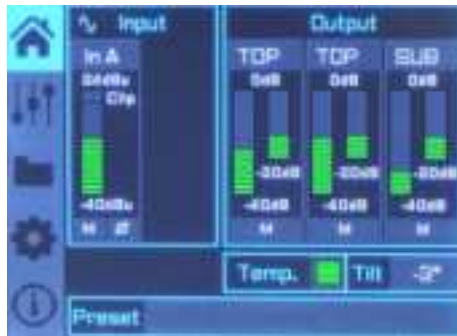 Input
Output
In A
TOP
TOP
SUB
0dB
0dB
0dB
Clip
-20dB
-20dB
-20dB
-40dBu
-40dB
-40dB
-40dB
M Ø
M
M
M
Temp.
Tilt
-3°
Preset